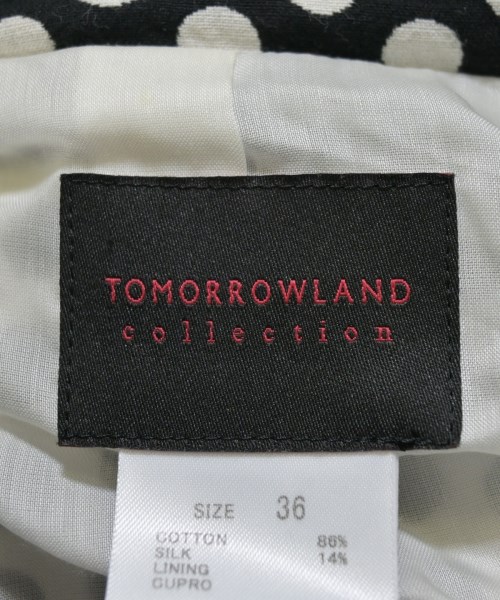 TOMORROWLAND
collection
SIZE 36
COTTON 86%
SILK 14%
LINING
CUPRO